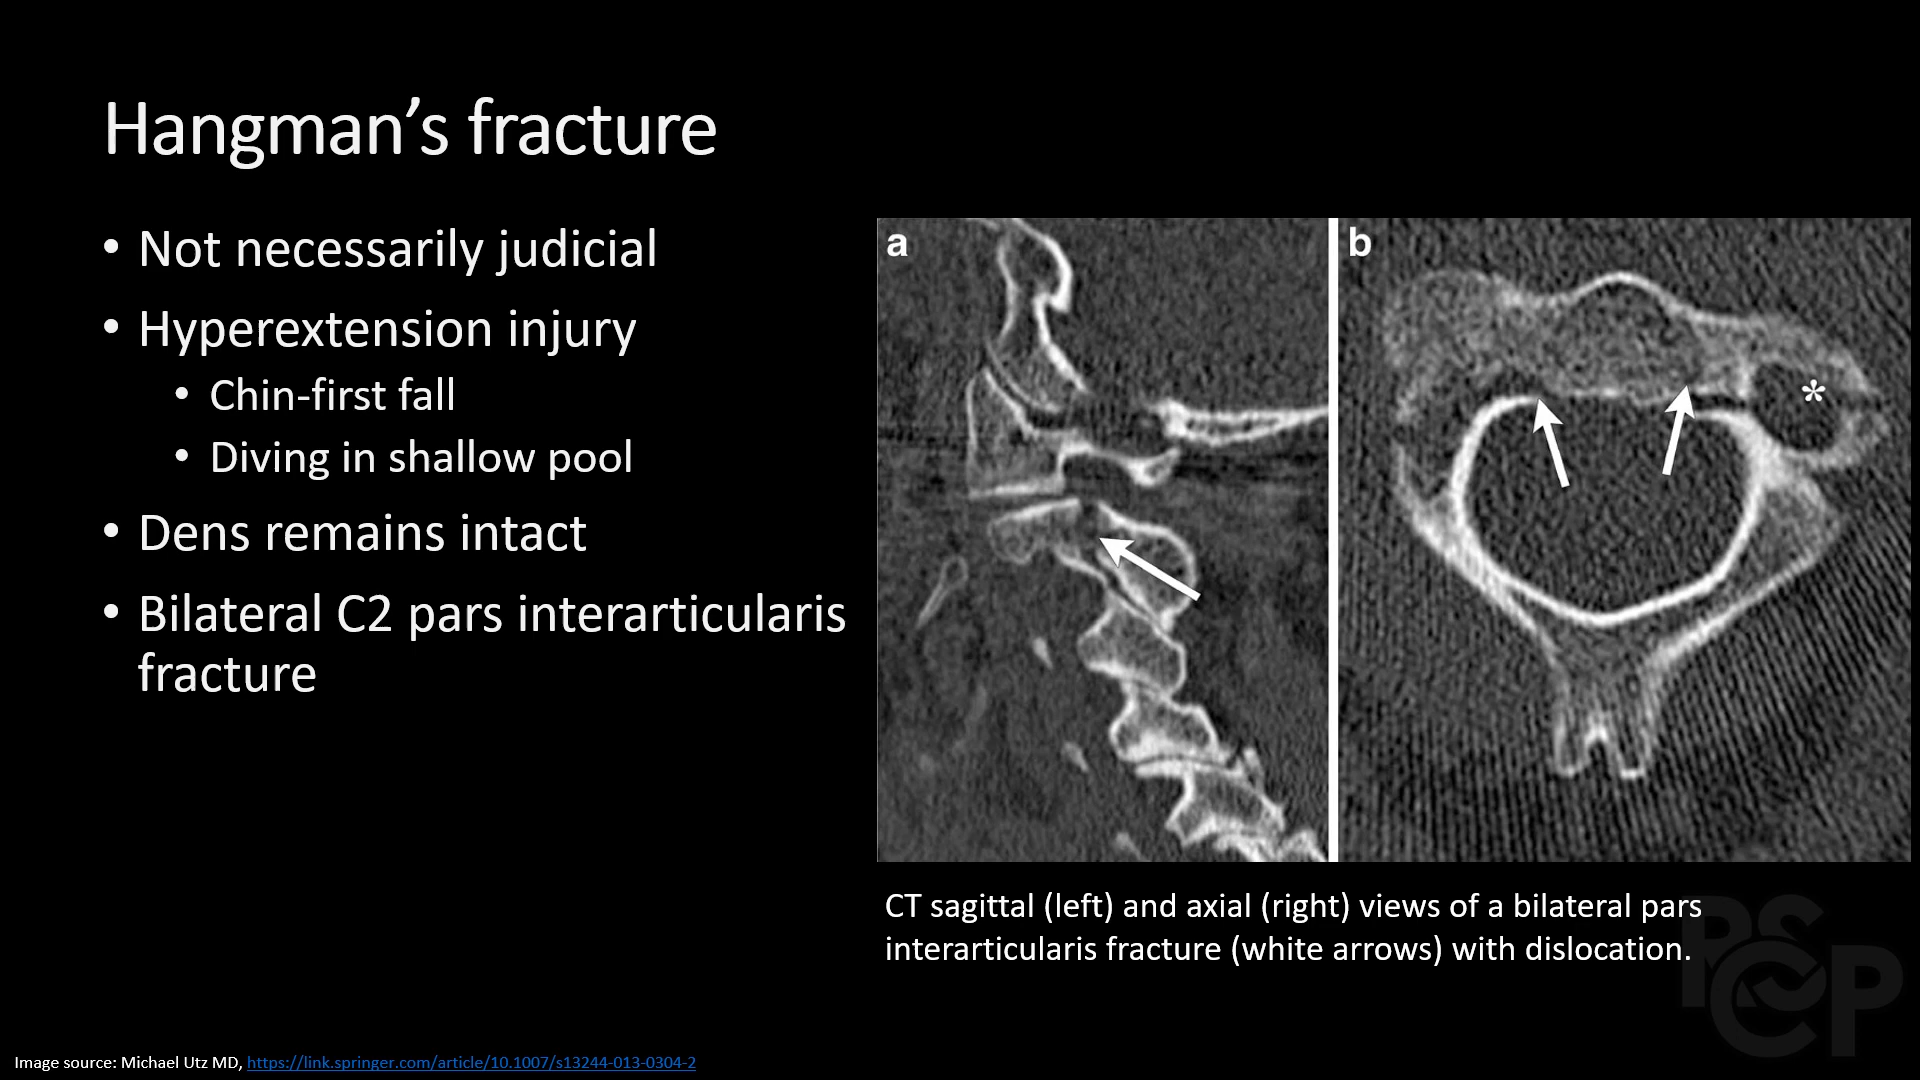 Hangman’s fracture
• Not necessarily judicial
• Hyperextension injury
• Chin-first fall
• Diving in shallow pool
• Dens remains intact
• Bilateral C2 pars interarticularis
fracture
a
b
*
CT sagittal (left) and axial (right) views of a bilateral pars
interarticularis fracture (white arrows) with dislocation.
PSCP
Image source: Michael Utz MD, https://link.springer.com/article/10.1007/s13244-013-0304-2